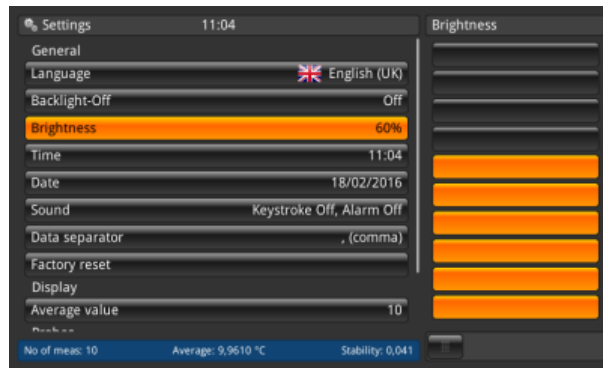 Settings 11:04 Brightness
General
Language English (UK)
Backlight-Off Off
Brightness 60%
Time 11:04
Date 18/02/2016
Sound Keystroke Off, Alarm Off
Data separator , (comma)
Factory reset
Display
Average value 10
No of meas: 10 Average: 9,9610 °C Stability: 0,041